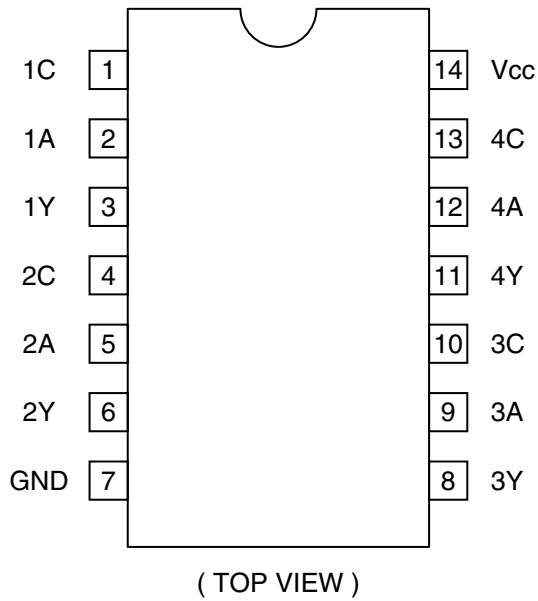 1C 1 14 Vcc
1A 2 13 4C
1Y 3 12 4A
2C 4 11 4Y
2A 5 10 3C
2Y 6 9 3A
GND 7 8 3Y
( TOP VIEW )